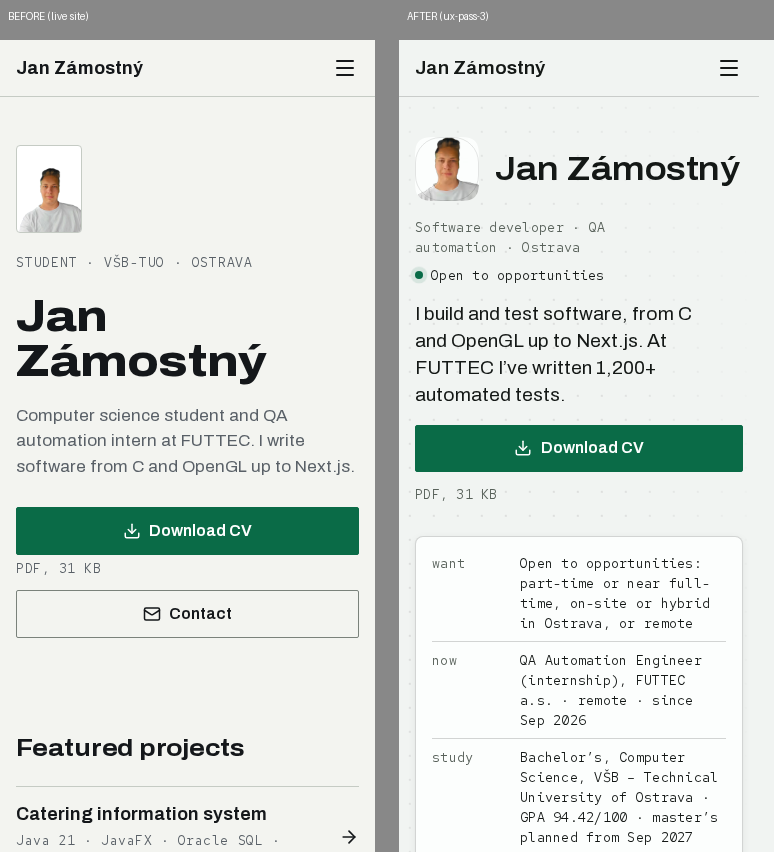 BEFORE (live site)
Jan Zámostný
STUDENT · VŠB-TUO · OSTRAVA
Jan
Zámostný
Computer science student and QA
automation intern at FUTTEC. I write
software from C and OpenGL up to Next.js.
Download CV
PDF, 31 KB
Contact
Featured projects
Catering information system
Java 21 · JavaFX · Oracle SQL ·
AFTER (ux-pass-3)
Jan Zámostný
Jan Zámostný
Software developer · QA
automation · Ostrava
Open to opportunities
I build and test software, from C
and OpenGL up to Next.js. At
FUTTEC I’ve written 1,200+
automated tests.
Download CV
PDF, 31 KB
want
Open to opportunities:
part-time or near full-
time, on-site or hybrid
in Ostrava, or remote
now
QA Automation Engineer
(internship), FUTTEC
a.s. · remote · since
Sep 2026
study
Bachelor’s, Computer
Science, VŠB – Technical
University of Ostrava ·
GPA 94.42/100 · master’s
planned from Sep 2027